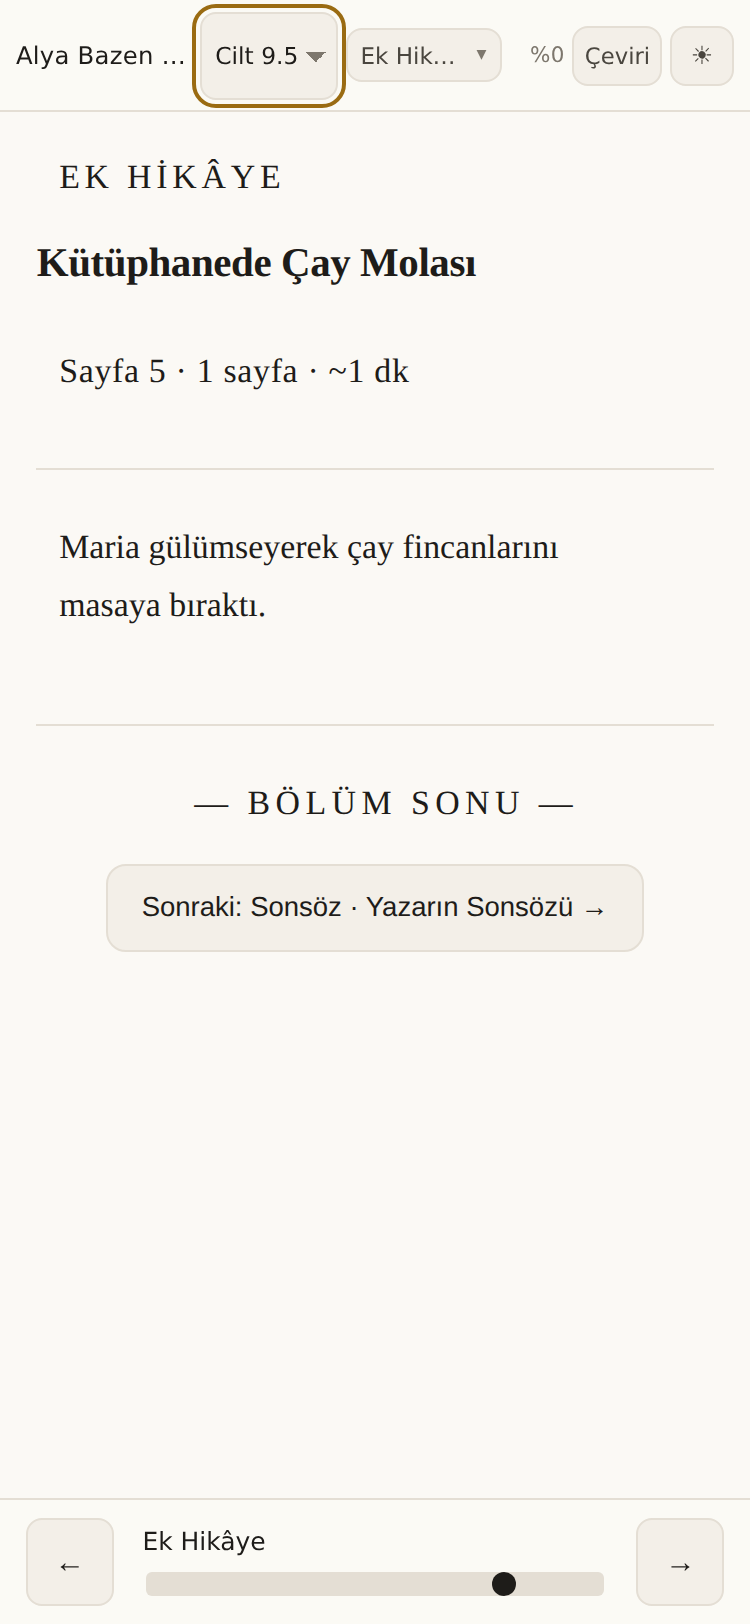 Alya Bazen ... Cilt 9.5 Ek Hik... %0 Çeviri
EK HİKÂYE
Kütüphanede Çay Molası
Sayfa 5 · 1 sayfa · ~1 dk
Maria gülümseyerek çay fincanlarını
masaya bıraktı.
— BÖLÜM SONU —
Sonraki: Sonsöz · Yazarın Sonsözü →
← Ek Hikâye →